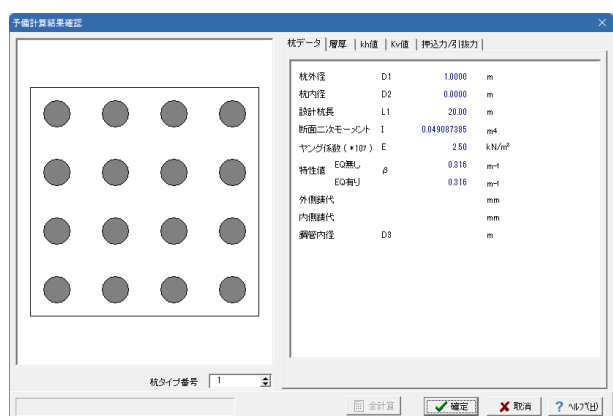 予備計算結果確認
杭データ 層厚 kh値 Kv値 押込力/引抜力
杭外径 D1 1.0000 m
杭内径 D2 0.0000 m
設計杭長 L1 20.00 m
断面二次モーメント I 0.049087385 m4
ヤング係数(*10⁷) E 2.50 kN/m²
特性値 EQ無し β 0.316 m⁻¹
EQ有り 0.316 m⁻¹
外側錆代 mm
内側錆代 mm
鋼管内径 D3 m
杭タイプ番号 1
全計算 確定 取消 ? ヘルプ(H)